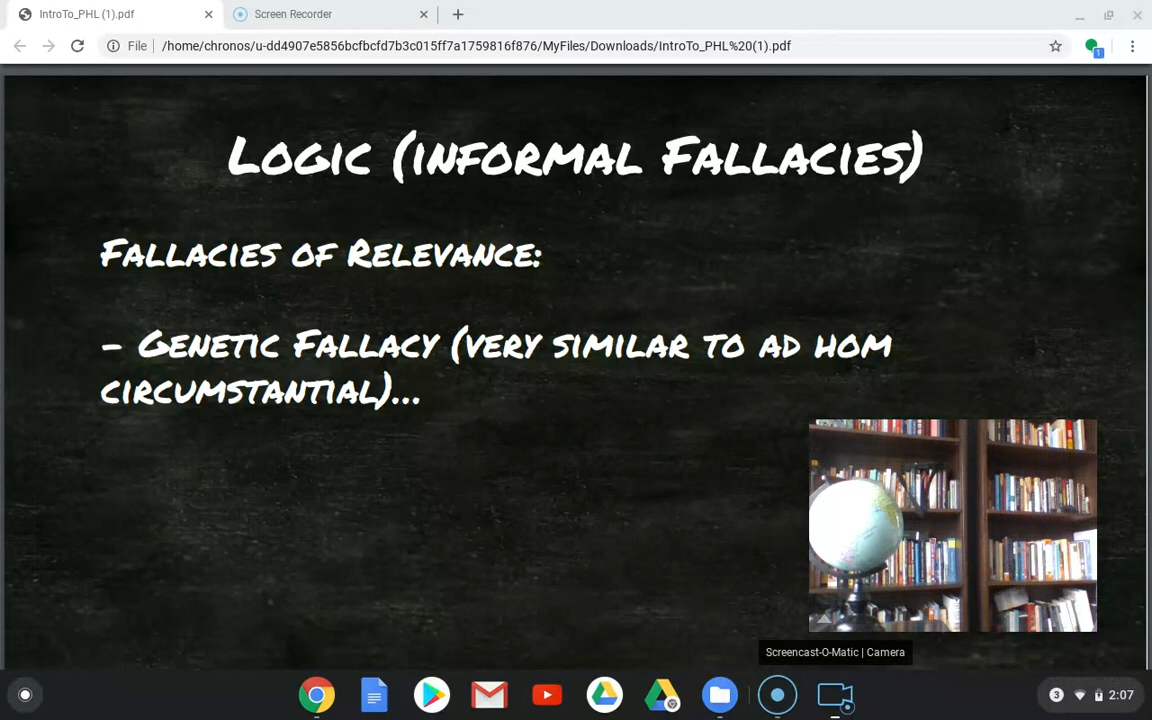 IntroTo_PHL (1).pdf
Screen Recorder
File
/home/chronos/u-dd4907e5856bcfbcfd7b3c015ff7a1759816f876/MyFiles/Downloads/IntroTo_PHL%20(1).pdf
1
Logic (informal Fallacies)
Fallacies of Relevance:
- Genetic Fallacy (very similar to ad hom
circumstantial)...
Screencast-O-Matic | Camera
3
2:07